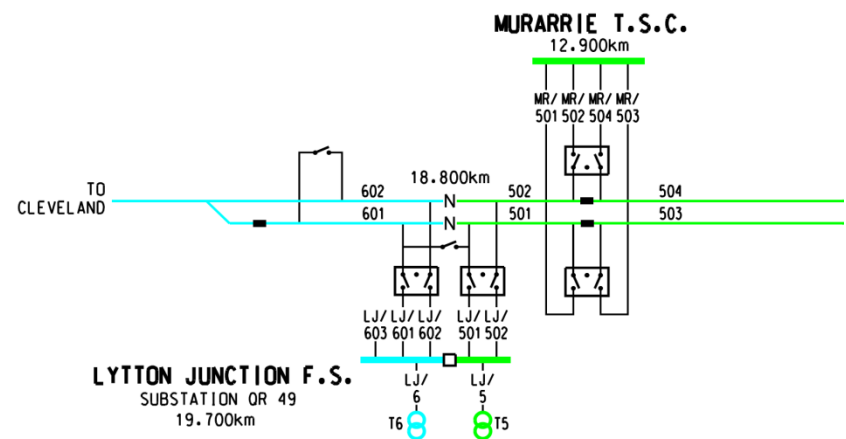 MURARRIE T.S.C.
12.900km
MR/ MR/ MR/ MR/
501 502 504 503
18.800km
TO
CLEVELAND
602 502 504
601 N 501 503
N
LJ/ LJ/ LJ/ LJ/ LJ/
603 601 602 501 502
LYTTON JUNCTION F.S.
SUBSTATION QR 49
19.700km
LJ/ LJ/
6 5
T6 T5